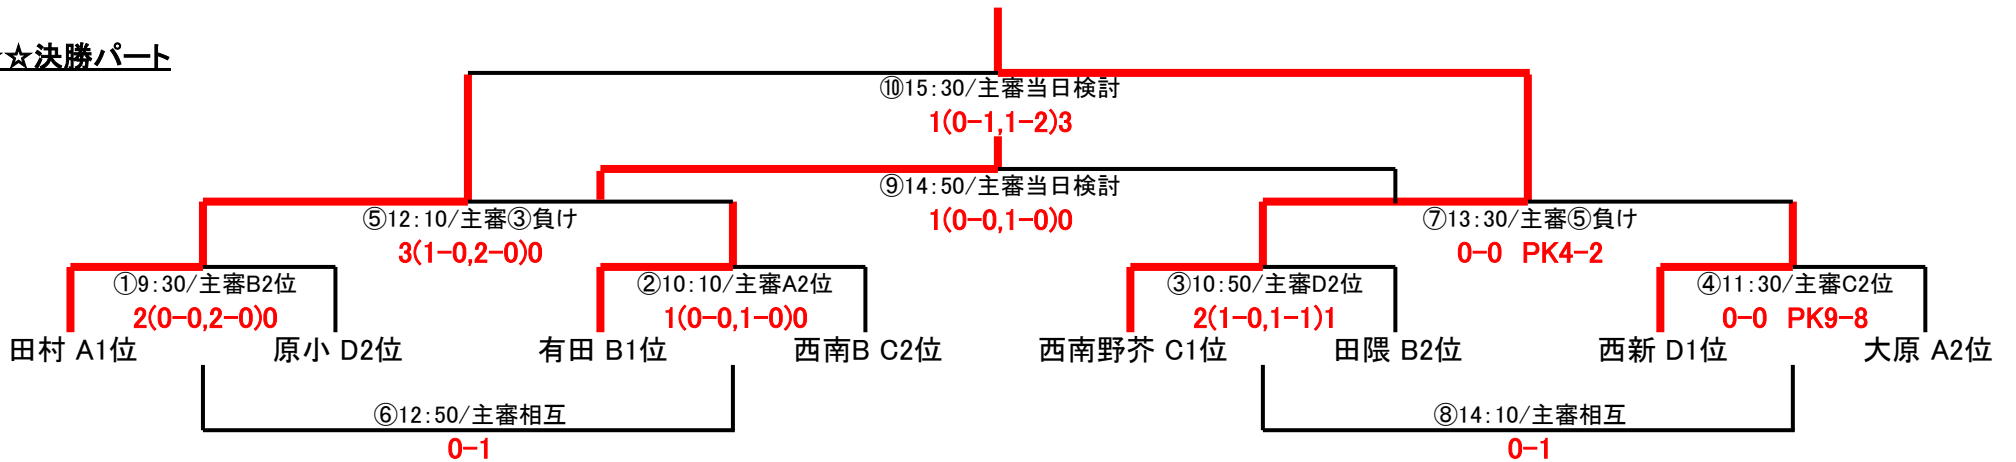 ☆決勝パート
⑩15:30/主審当日検討
1(0-1,1-2)3
⑨14:50/主審当日検討
1(0-0,1-0)0
⑤12:10/主審③負け
3(1-0,2-0)0
⑦13:30/主審⑤負け
0-0 PK4-2
①9:30/主審B2位
2(0-0,2-0)0
②10:10/主審A2位
1(0-0,1-0)0
③10:50/主審D2位
2(1-0,1-1)1
④11:30/主審C2位
0-0 PK9-8
田村 A1位 原小 D2位 有田 B1位 西南B C2位 西南野芥 C1位 田隈 B2位 西新 D1位 大原 A2位
⑥12:50/主審相互
0-1
⑧14:10/主審相互
0-1